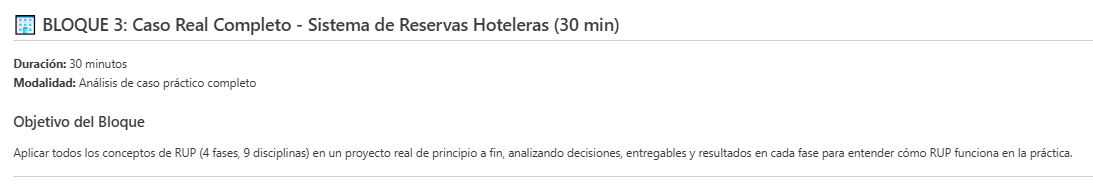 BLOQUE 3: Caso Real Completo - Sistema de Reservas Hoteleras (30 min)
Duración: 30 minutos
Modalidad: Análisis de caso práctico completo
Objetivo del Bloque
Aplicar todos los conceptos de RUP (4 fases, 9 disciplinas) en un proyecto real de principio a fin, analizando decisiones, entregables y resultados en cada fase para entender cómo RUP funciona en la práctica.